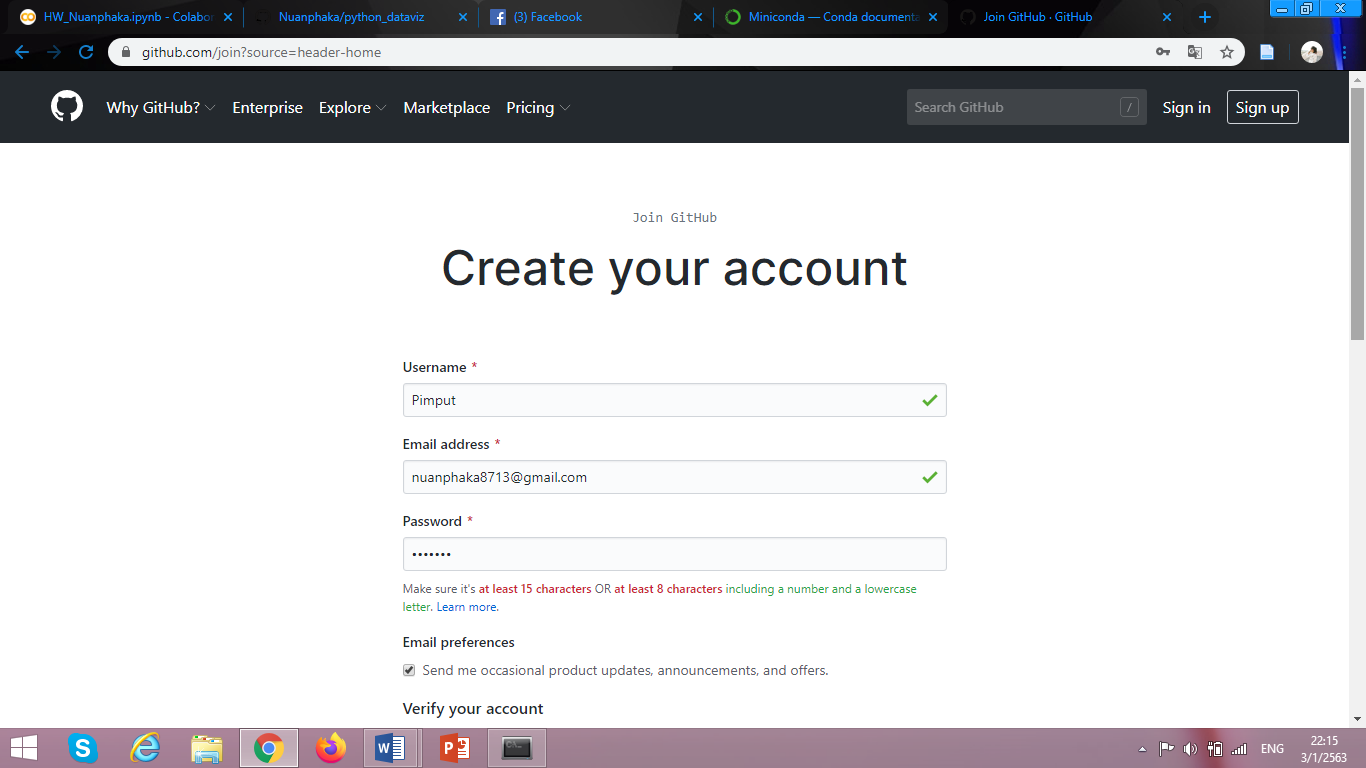 HW_Nuanphaka.ipynb - Colabor
Nuanphaka/python_dataviz
(3) Facebook
Miniconda — Conda documenta
Join GitHub · GitHub
github.com/join?source=header-home
Why GitHub?
Enterprise
Explore
Marketplace
Pricing
Search GitHub
/
Sign in
Sign up
Join GitHub
Create your account
Username *
Pimput
Email address *
nuanphaka8713@gmail.com
Password *
•••••••
Make sure it's at least 15 characters OR at least 8 characters including a number and a lowercase
letter. Learn more.
Email preferences
Send me occasional product updates, announcements, and offers.
Verify your account
ENG
22:15
3/1/2563